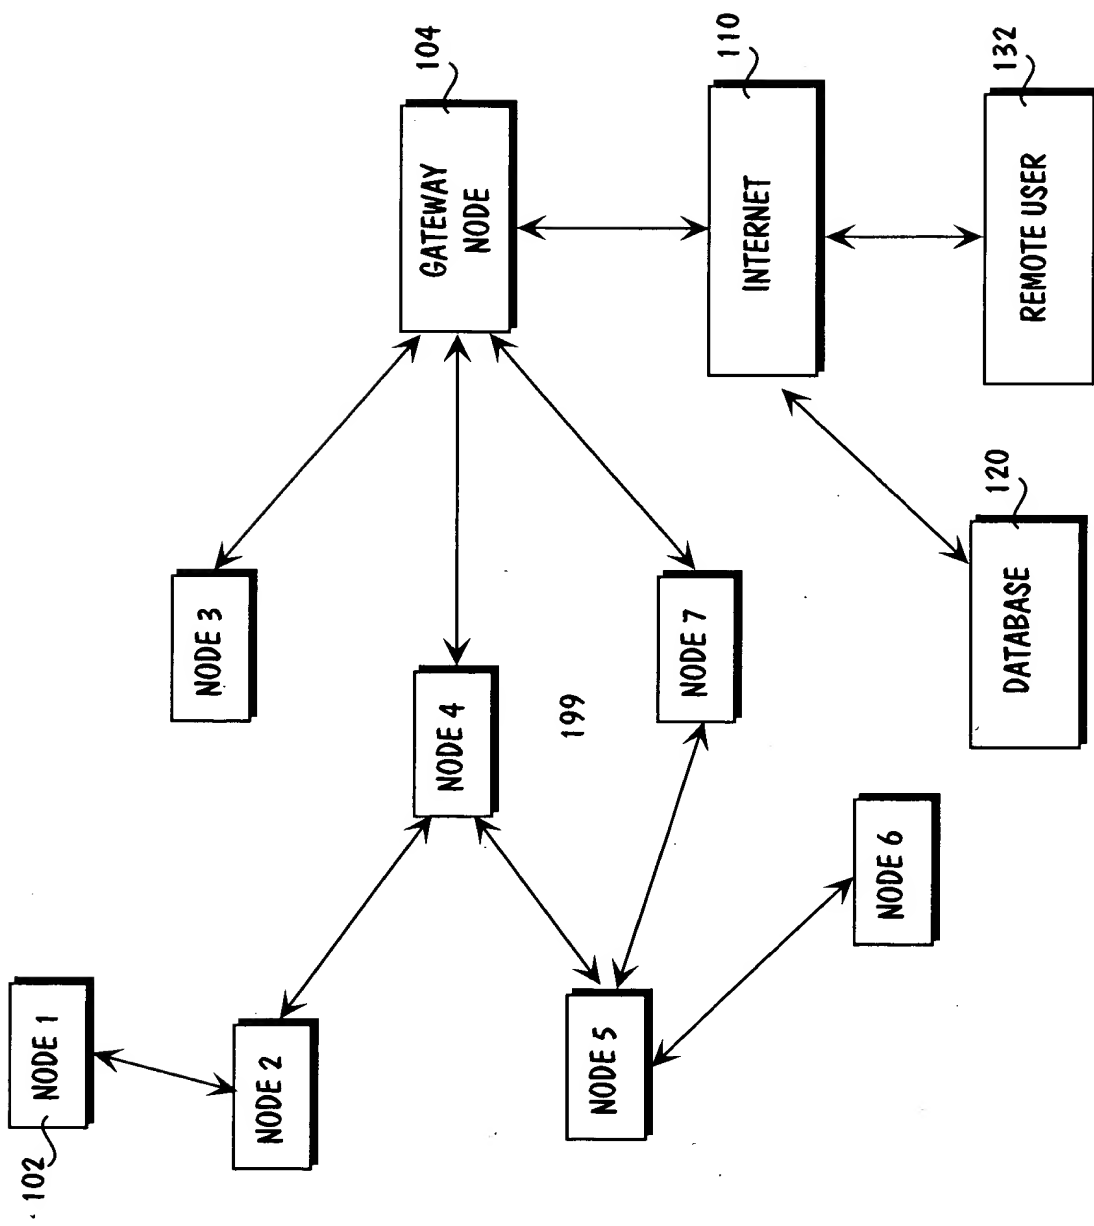 102
NODE 1
NODE 2
NODE 3
NODE 4
NODE 5
NODE 6
NODE 7
199
GATEWAY
NODE
104
INTERNET
110
DATABASE
120
REMOTE USER
132